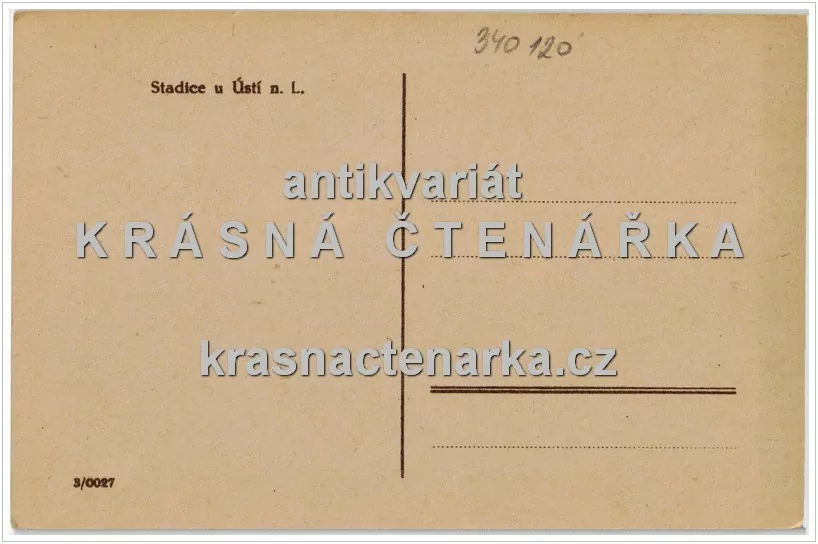 340 120
Stadice u Ústí n. L.
antikvariát
KRÁSNÁ ČTENÁŘKA
krasnactenarka.cz
3/0027